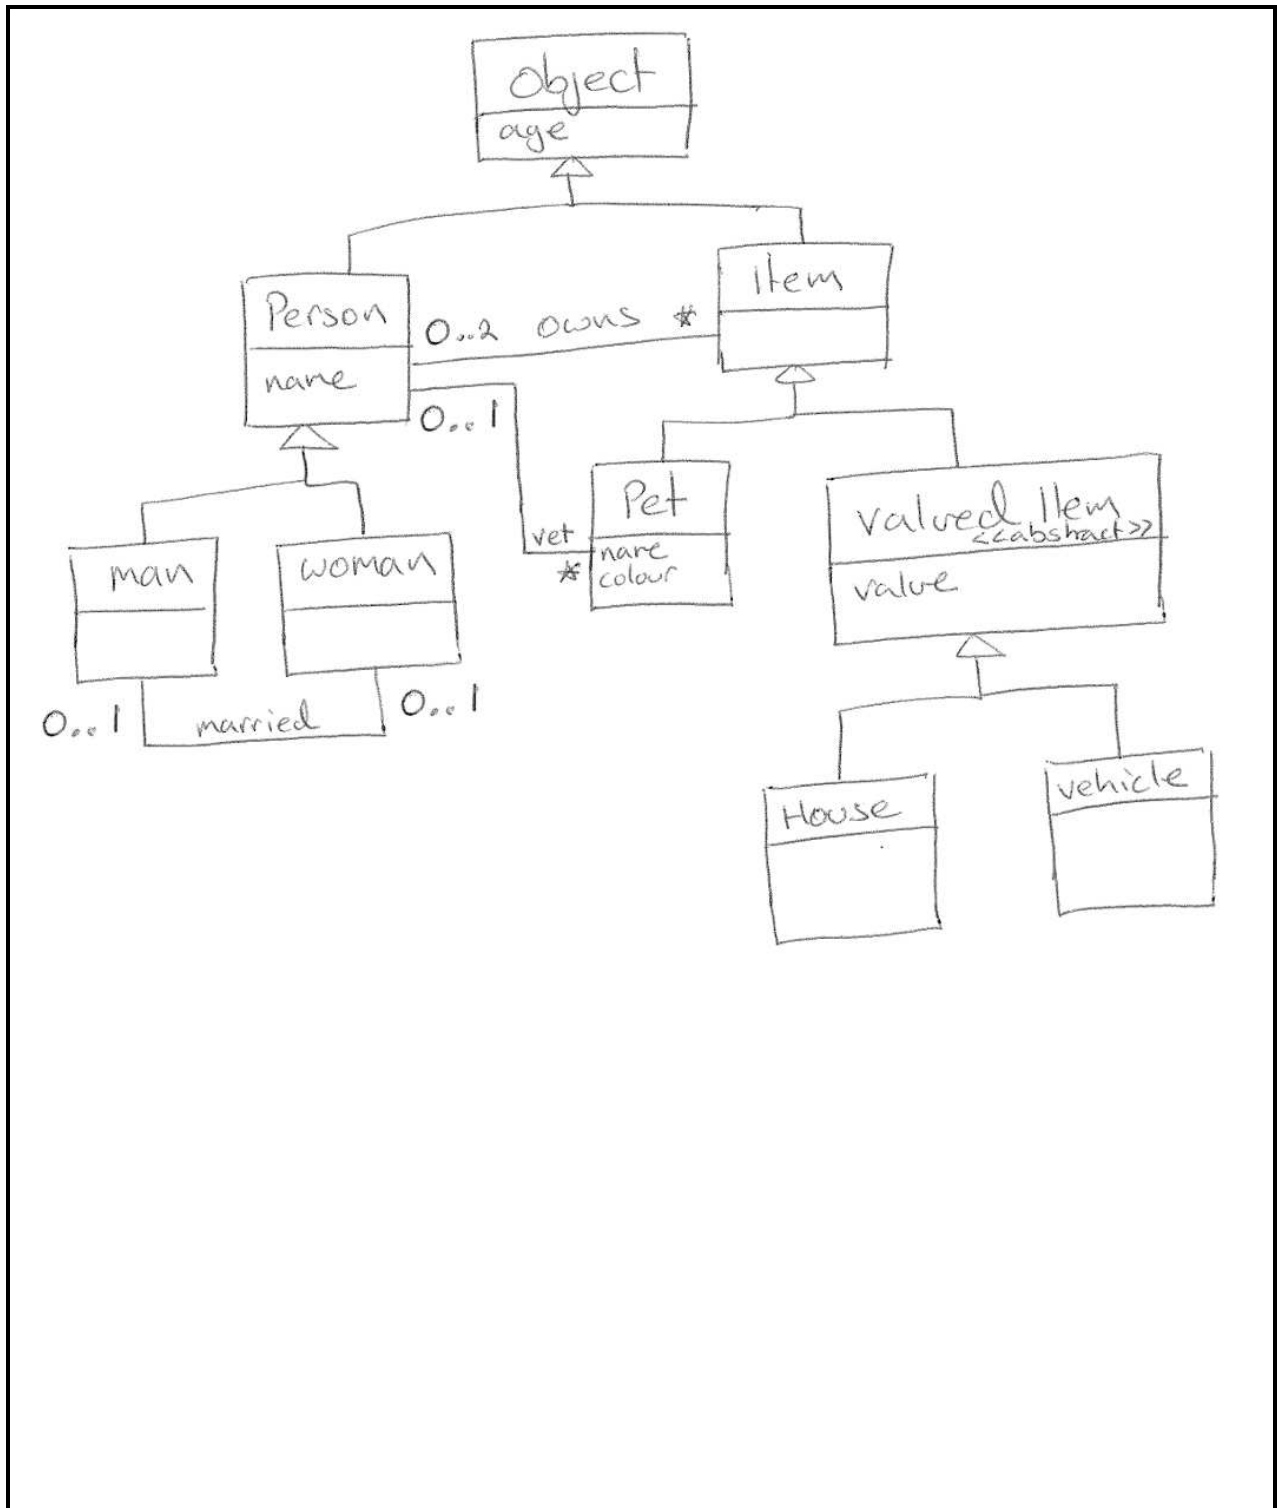 Object
age
Person
item
0..2 owns *
name
0..1
Pet
valued Item
<<abstract>>
vet
name
*
colour
value
man
woman
0..1
married
0..1
House
vehicle